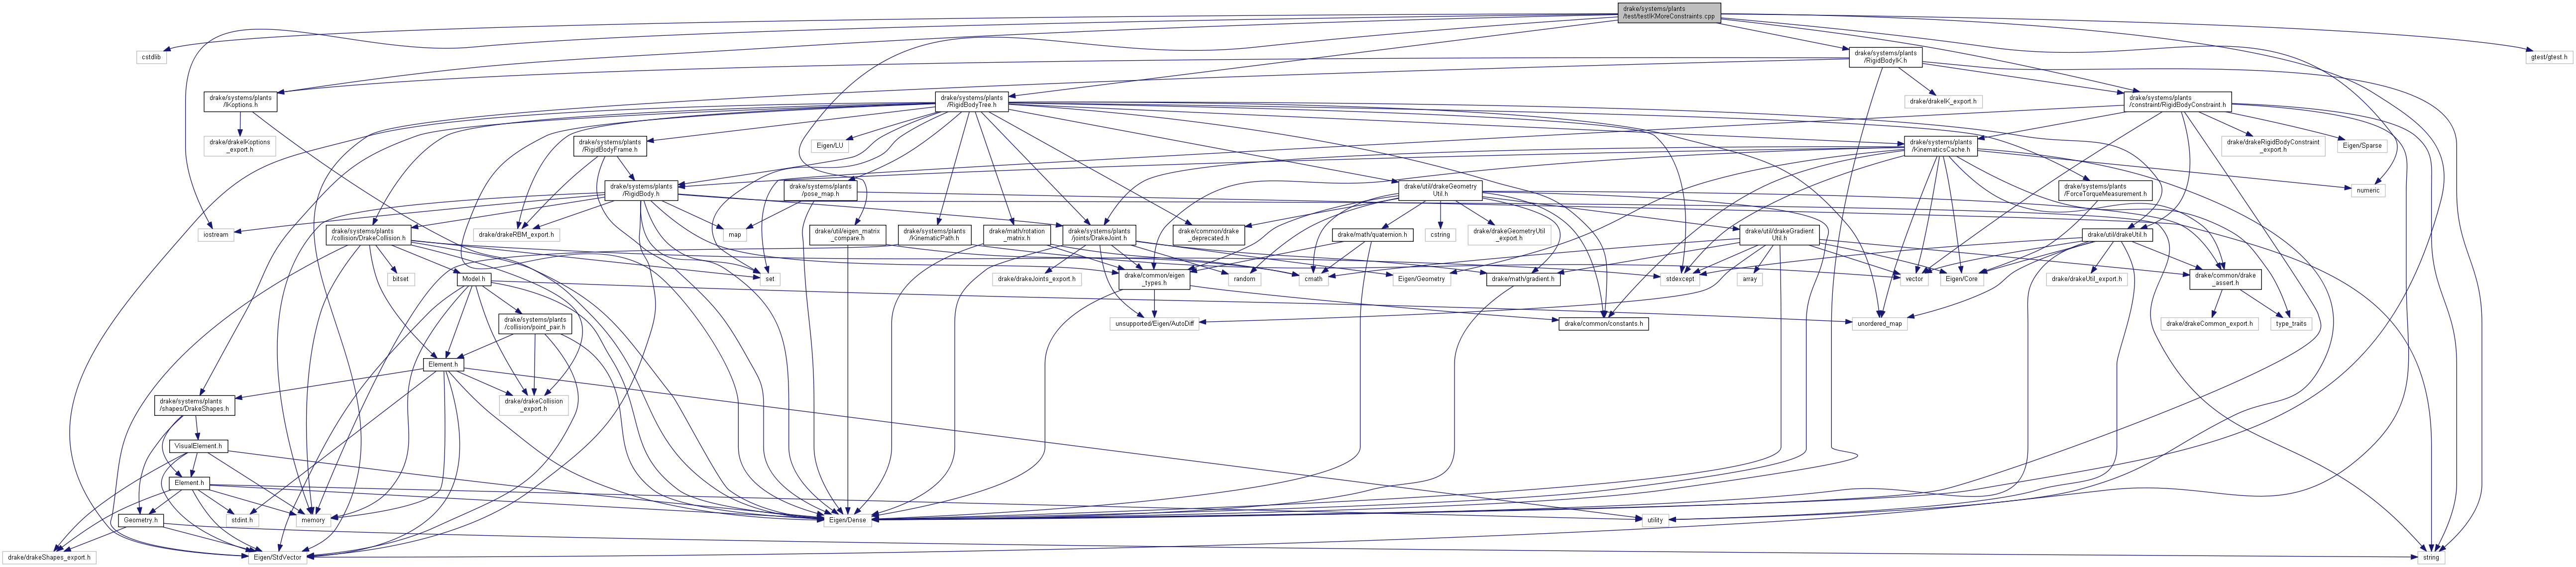 drake/systems/plants
/test/testIKMoreConstraints.cpp
cstdlib
drake/systems/plants
/RigidBodyIK.h
gtest/gtest.h
drake/systems/plants
/IKoptions.h
drake/systems/plants
/RigidBodyTree.h
drake/drakeIK_export.h
drake/systems/plants
/constraint/RigidBodyConstraint.h
drake/drakeIKoptions
_export.h
drake/systems/plants
/RigidBodyFrame.h
Eigen/LU
drake/systems/plants
/KinematicsCache.h
drake/drakeRigidBodyConstraint
_export.h
Eigen/Sparse
drake/systems/plants
/RigidBody.h
drake/systems/plants
/pose_map.h
drake/util/drakeGeometry
Util.h
drake/systems/plants
/ForceTorqueMeasurement.h
numeric
iostream
drake/systems/plants
/collision/DrakeCollision.h
drake/drakeRBM_export.h
map
drake/util/eigen_matrix
_compare.h
drake/systems/plants
/KinematicPath.h
drake/math/rotation
_matrix.h
drake/systems/plants
/joints/DrakeJoint.h
drake/common/drake
_deprecated.h
drake/math/quaternion.h
cstring
drake/drakeGeometryUtil
_export.h
drake/util/drakeGradient
Util.h
drake/util/drakeUtil.h
bitset
Model.h
set
drake/drakeJoints_export.h
drake/common/eigen
_types.h
random
cmath
Eigen/Geometry
drake/math/gradient.h
stdexcept
array
vector
Eigen/Core
drake/drakeUtil_export.h
drake/common/drake
_assert.h
drake/systems/plants
/collision/point_pair.h
unsupported/Eigen/AutoDiff
drake/common/constants.h
unordered_map
drake/drakeCommon_export.h
type_traits
Element.h
drake/systems/plants
/shapes/DrakeShapes.h
drake/drakeCollision
_export.h
VisualElement.h
Element.h
Geometry.h
stdint.h
memory
Eigen/Dense
utility
drake/drakeShapes_export.h
Eigen/StdVector
string